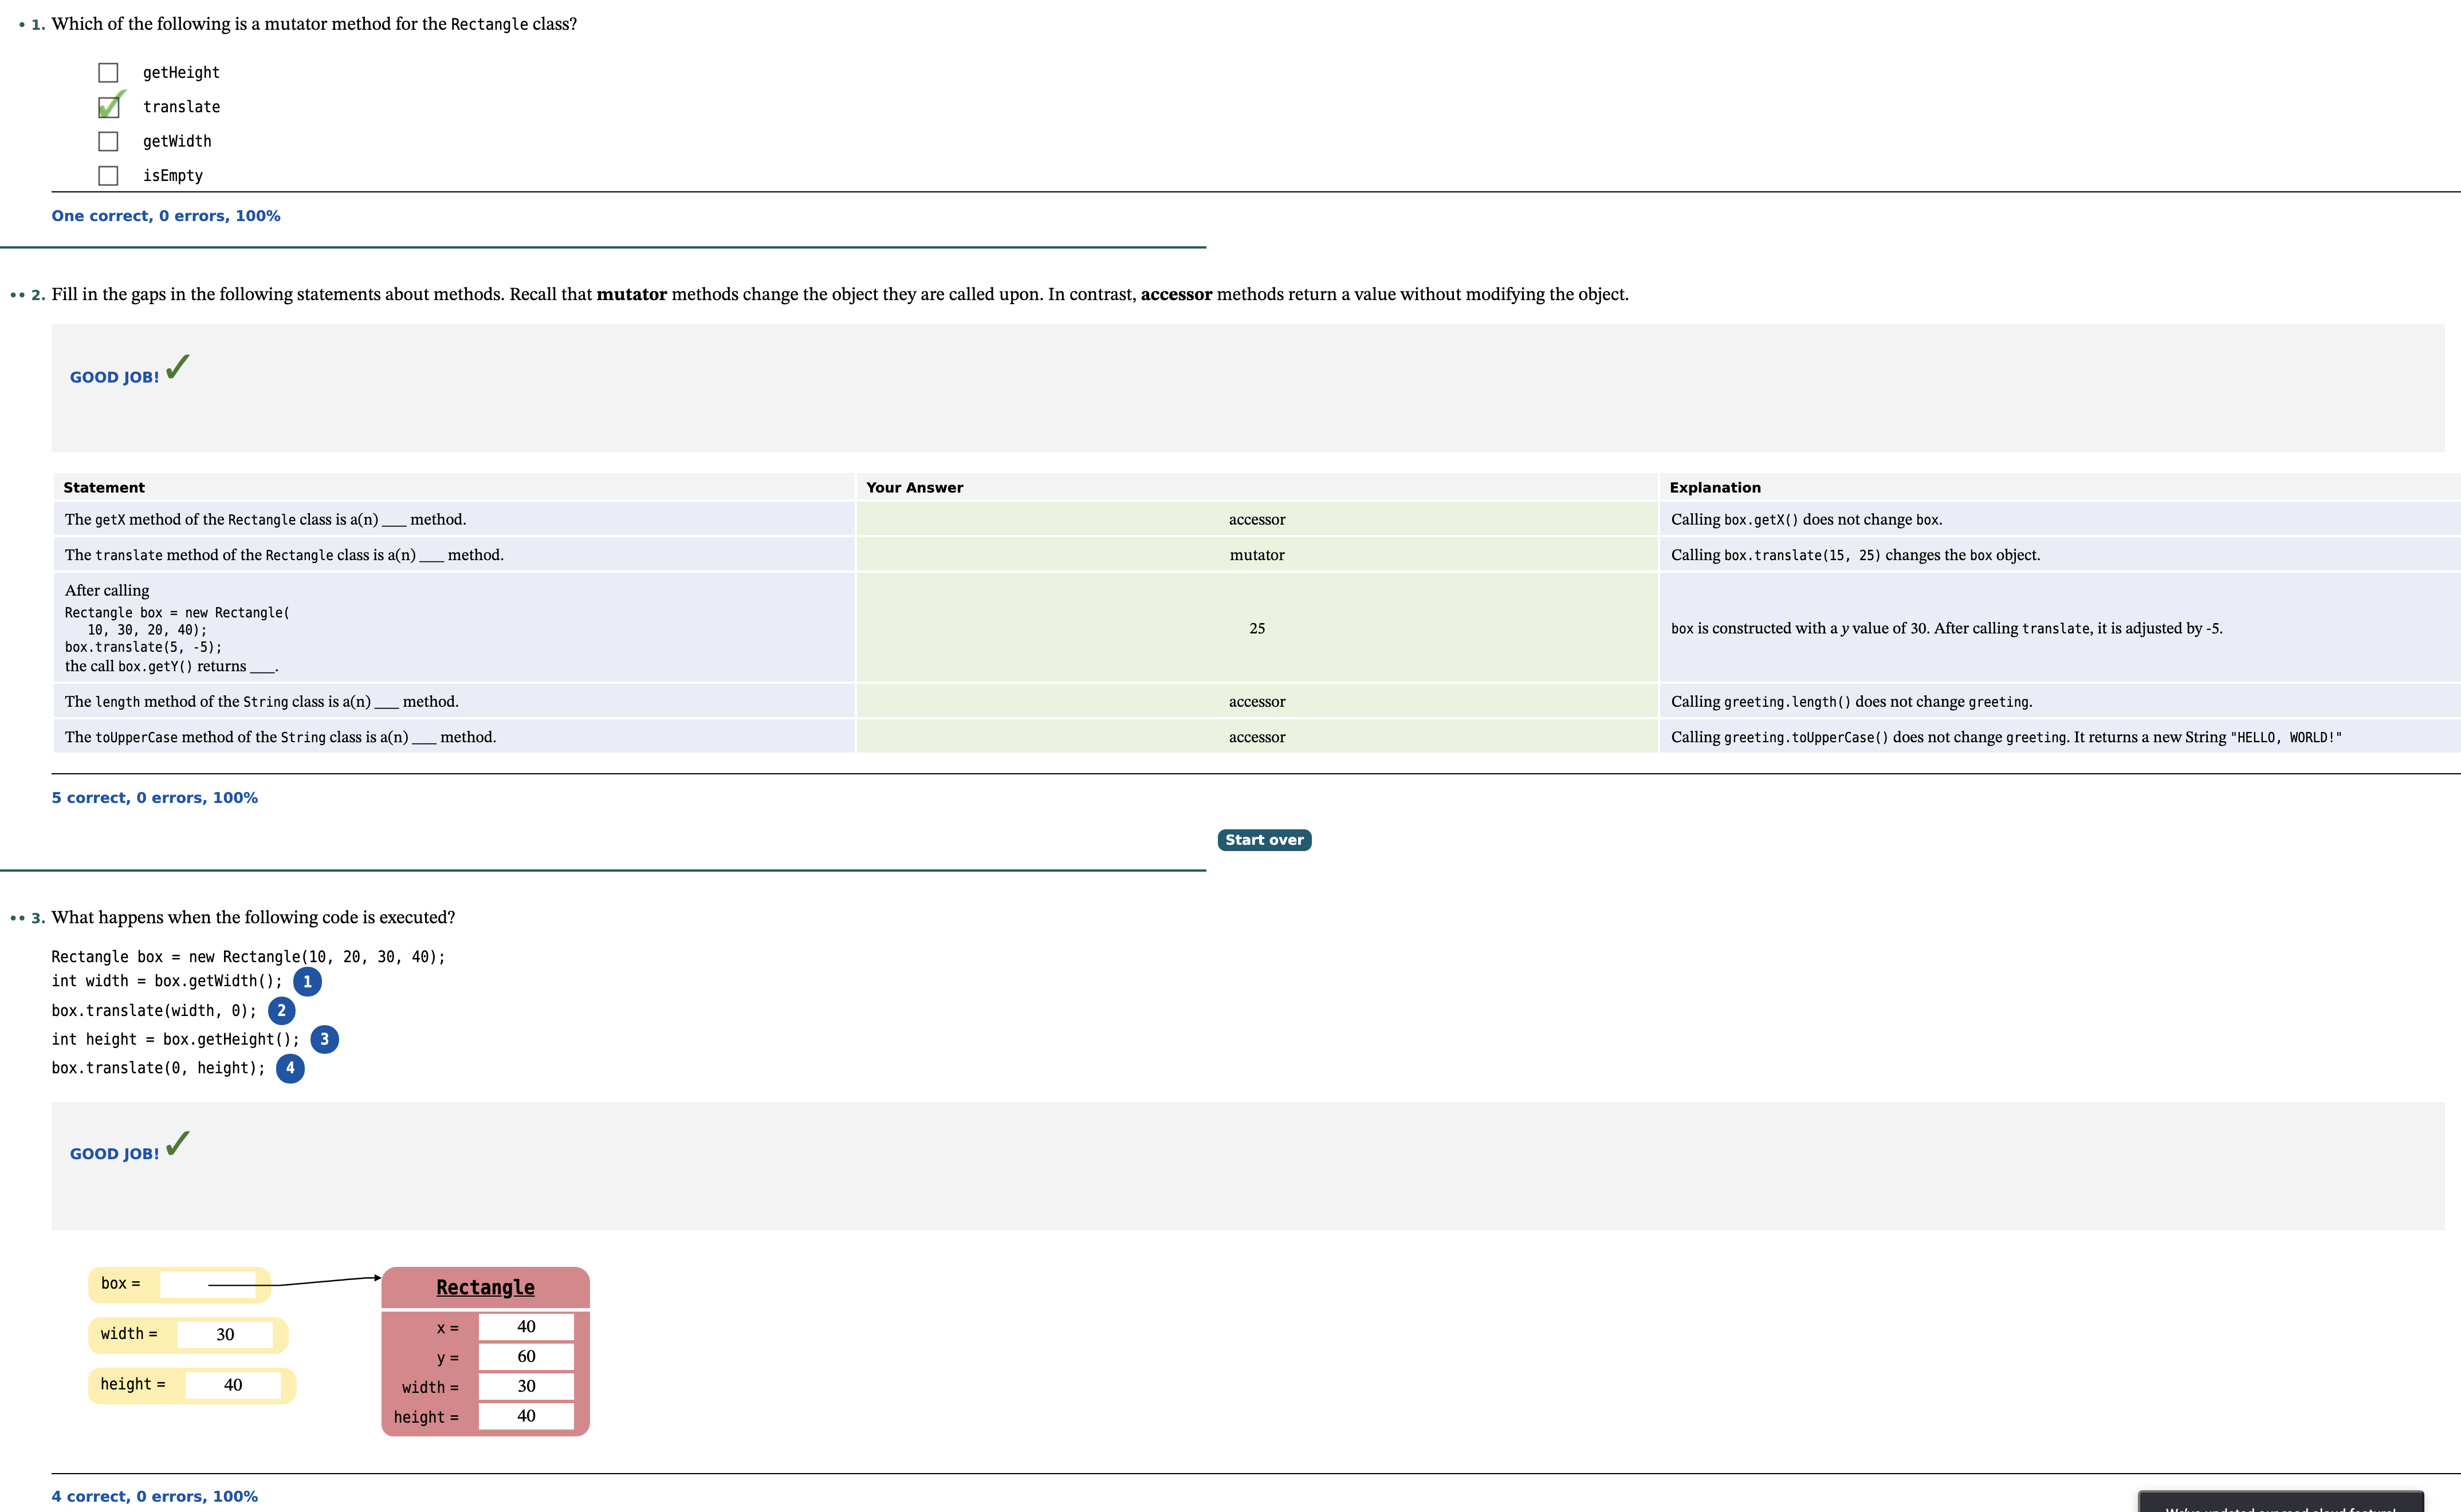 • 1. Which of the following is a mutator method for the Rectangle class?
getHeight
translate
getWidth
isEmpty
One correct, 0 errors, 100%
•• 2. Fill in the gaps in the following statements about methods. Recall that mutator methods change the object they are called upon. In contrast, accessor methods return a value without modifying the object.
GOOD JOB!
Statement Your Answer Explanation
The getX method of the Rectangle class is a(n) ___ method. accessor Calling box.getX() does not change box.
The translate method of the Rectangle class is a(n) ___ method. mutator Calling box.translate(15, 25) changes the box object.
After calling
Rectangle box = new Rectangle(
10, 30, 20, 40);
box.translate(5, -5);
the call box.getY() returns ___.
25
box is constructed with a y value of 30. After calling translate, it is adjusted by -5.
The length method of the String class is a(n) ___ method. accessor Calling greeting.length() does not change greeting.
The toUpperCase method of the String class is a(n) ___ method. accessor Calling greeting.toUpperCase() does not change greeting. It returns a new String "HELLO, WORLD!"
5 correct, 0 errors, 100%
Start over
•• 3. What happens when the following code is executed?
Rectangle box = new Rectangle(10, 20, 30, 40);
int width = box.getWidth(); 1
box.translate(width, 0); 2
int height = box.getHeight(); 3
box.translate(0, height); 4
GOOD JOB!
box =
width = 30
height = 40
Rectangle
x = 40
y = 60
width = 30
height = 40
4 correct, 0 errors, 100%